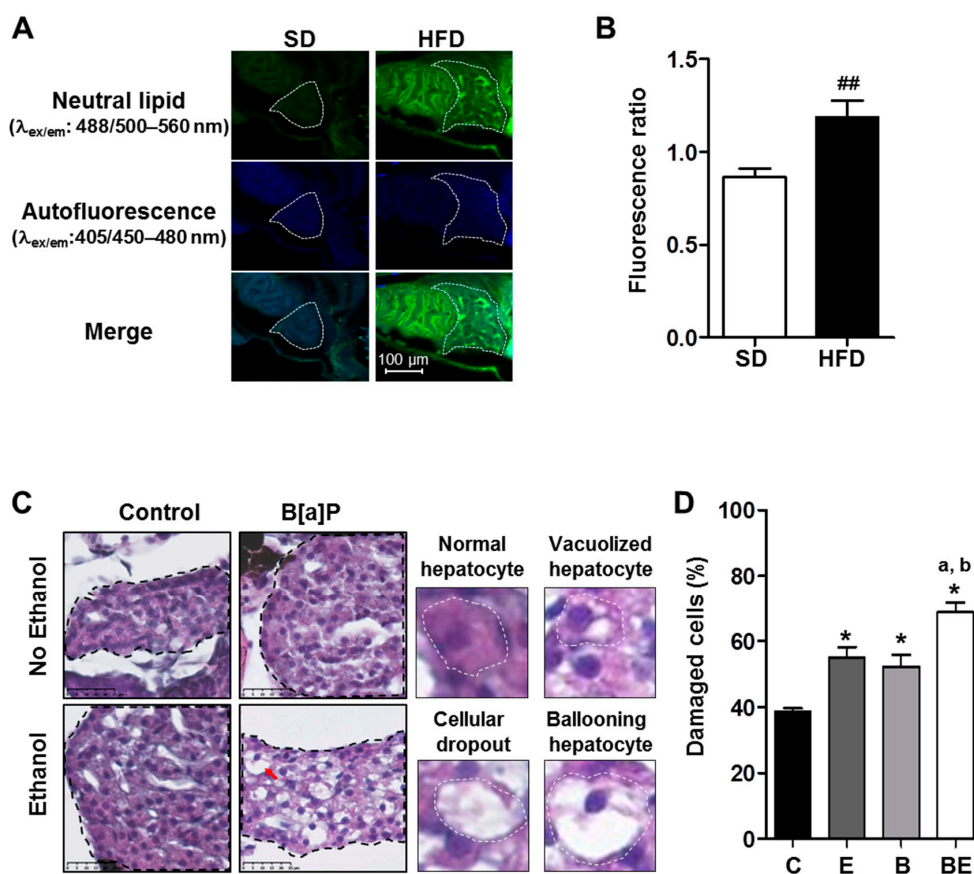 A
SD HFD
Neutral lipid
(λex/em: 488/500–560 nm)
Autofluorescence
(λex/em:405/450–480 nm)
Merge
100 µm
B
Fluorescence ratio
1.5
1.0
0.5
0.0
##
SD HFD
C
Control B[a]P
No Ethanol
Ethanol
Normal
hepatocyte
Vacuolized
hepatocyte
Cellular
dropout
Ballooning
hepatocyte
D
Damaged cells (%)
100
80
60
40
20
0
*
*
a, b
*
C E B BE